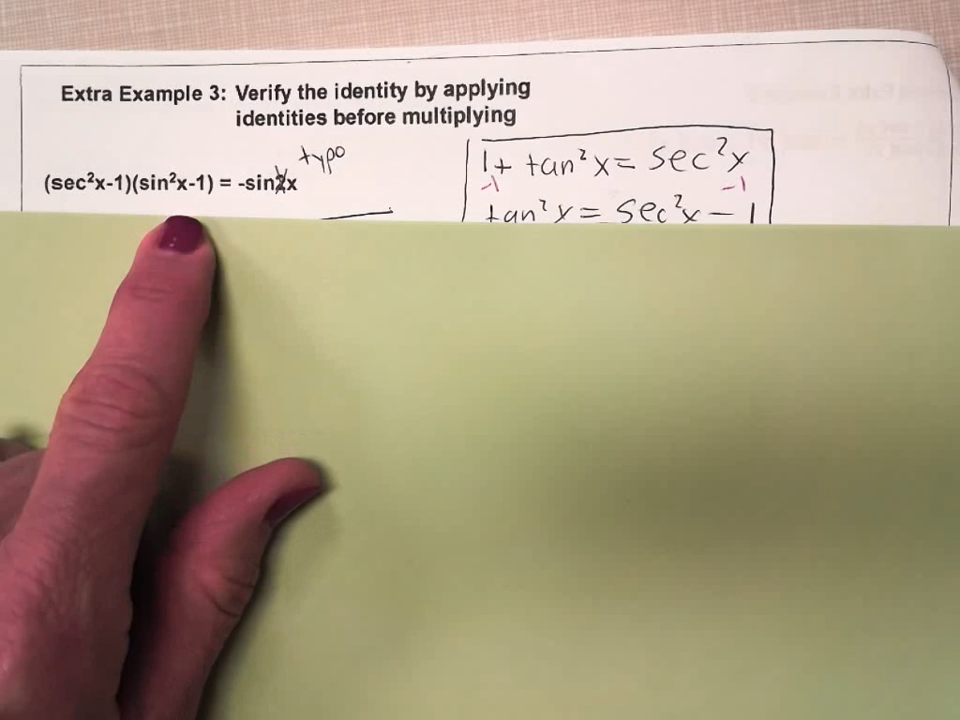 Extra Example 3: Verify the identity by applying
identities before multiplying
typo
(sec²x-1)(sin²x-1) = -sin²x
1 + tan²x = sec²x
-1 -1
tan²x = sec²x - 1